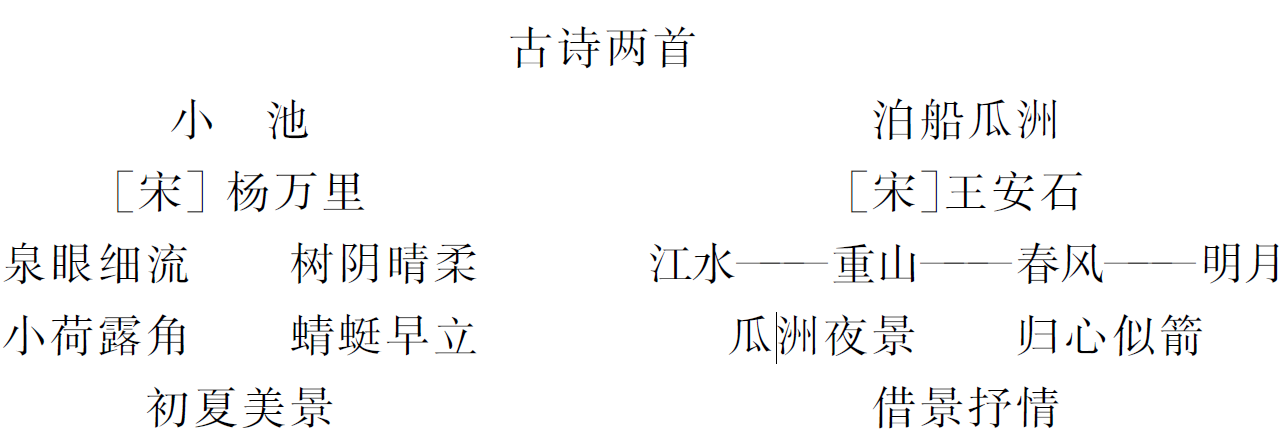 古诗两首
小 池
[宋] 杨万里
泉眼细流 树阴晴柔
小荷露角 蜻蜓早立
初夏美景
泊船瓜洲
[宋]王安石
江水——重山——春风——明月
瓜洲夜景 归心似箭
借景抒情